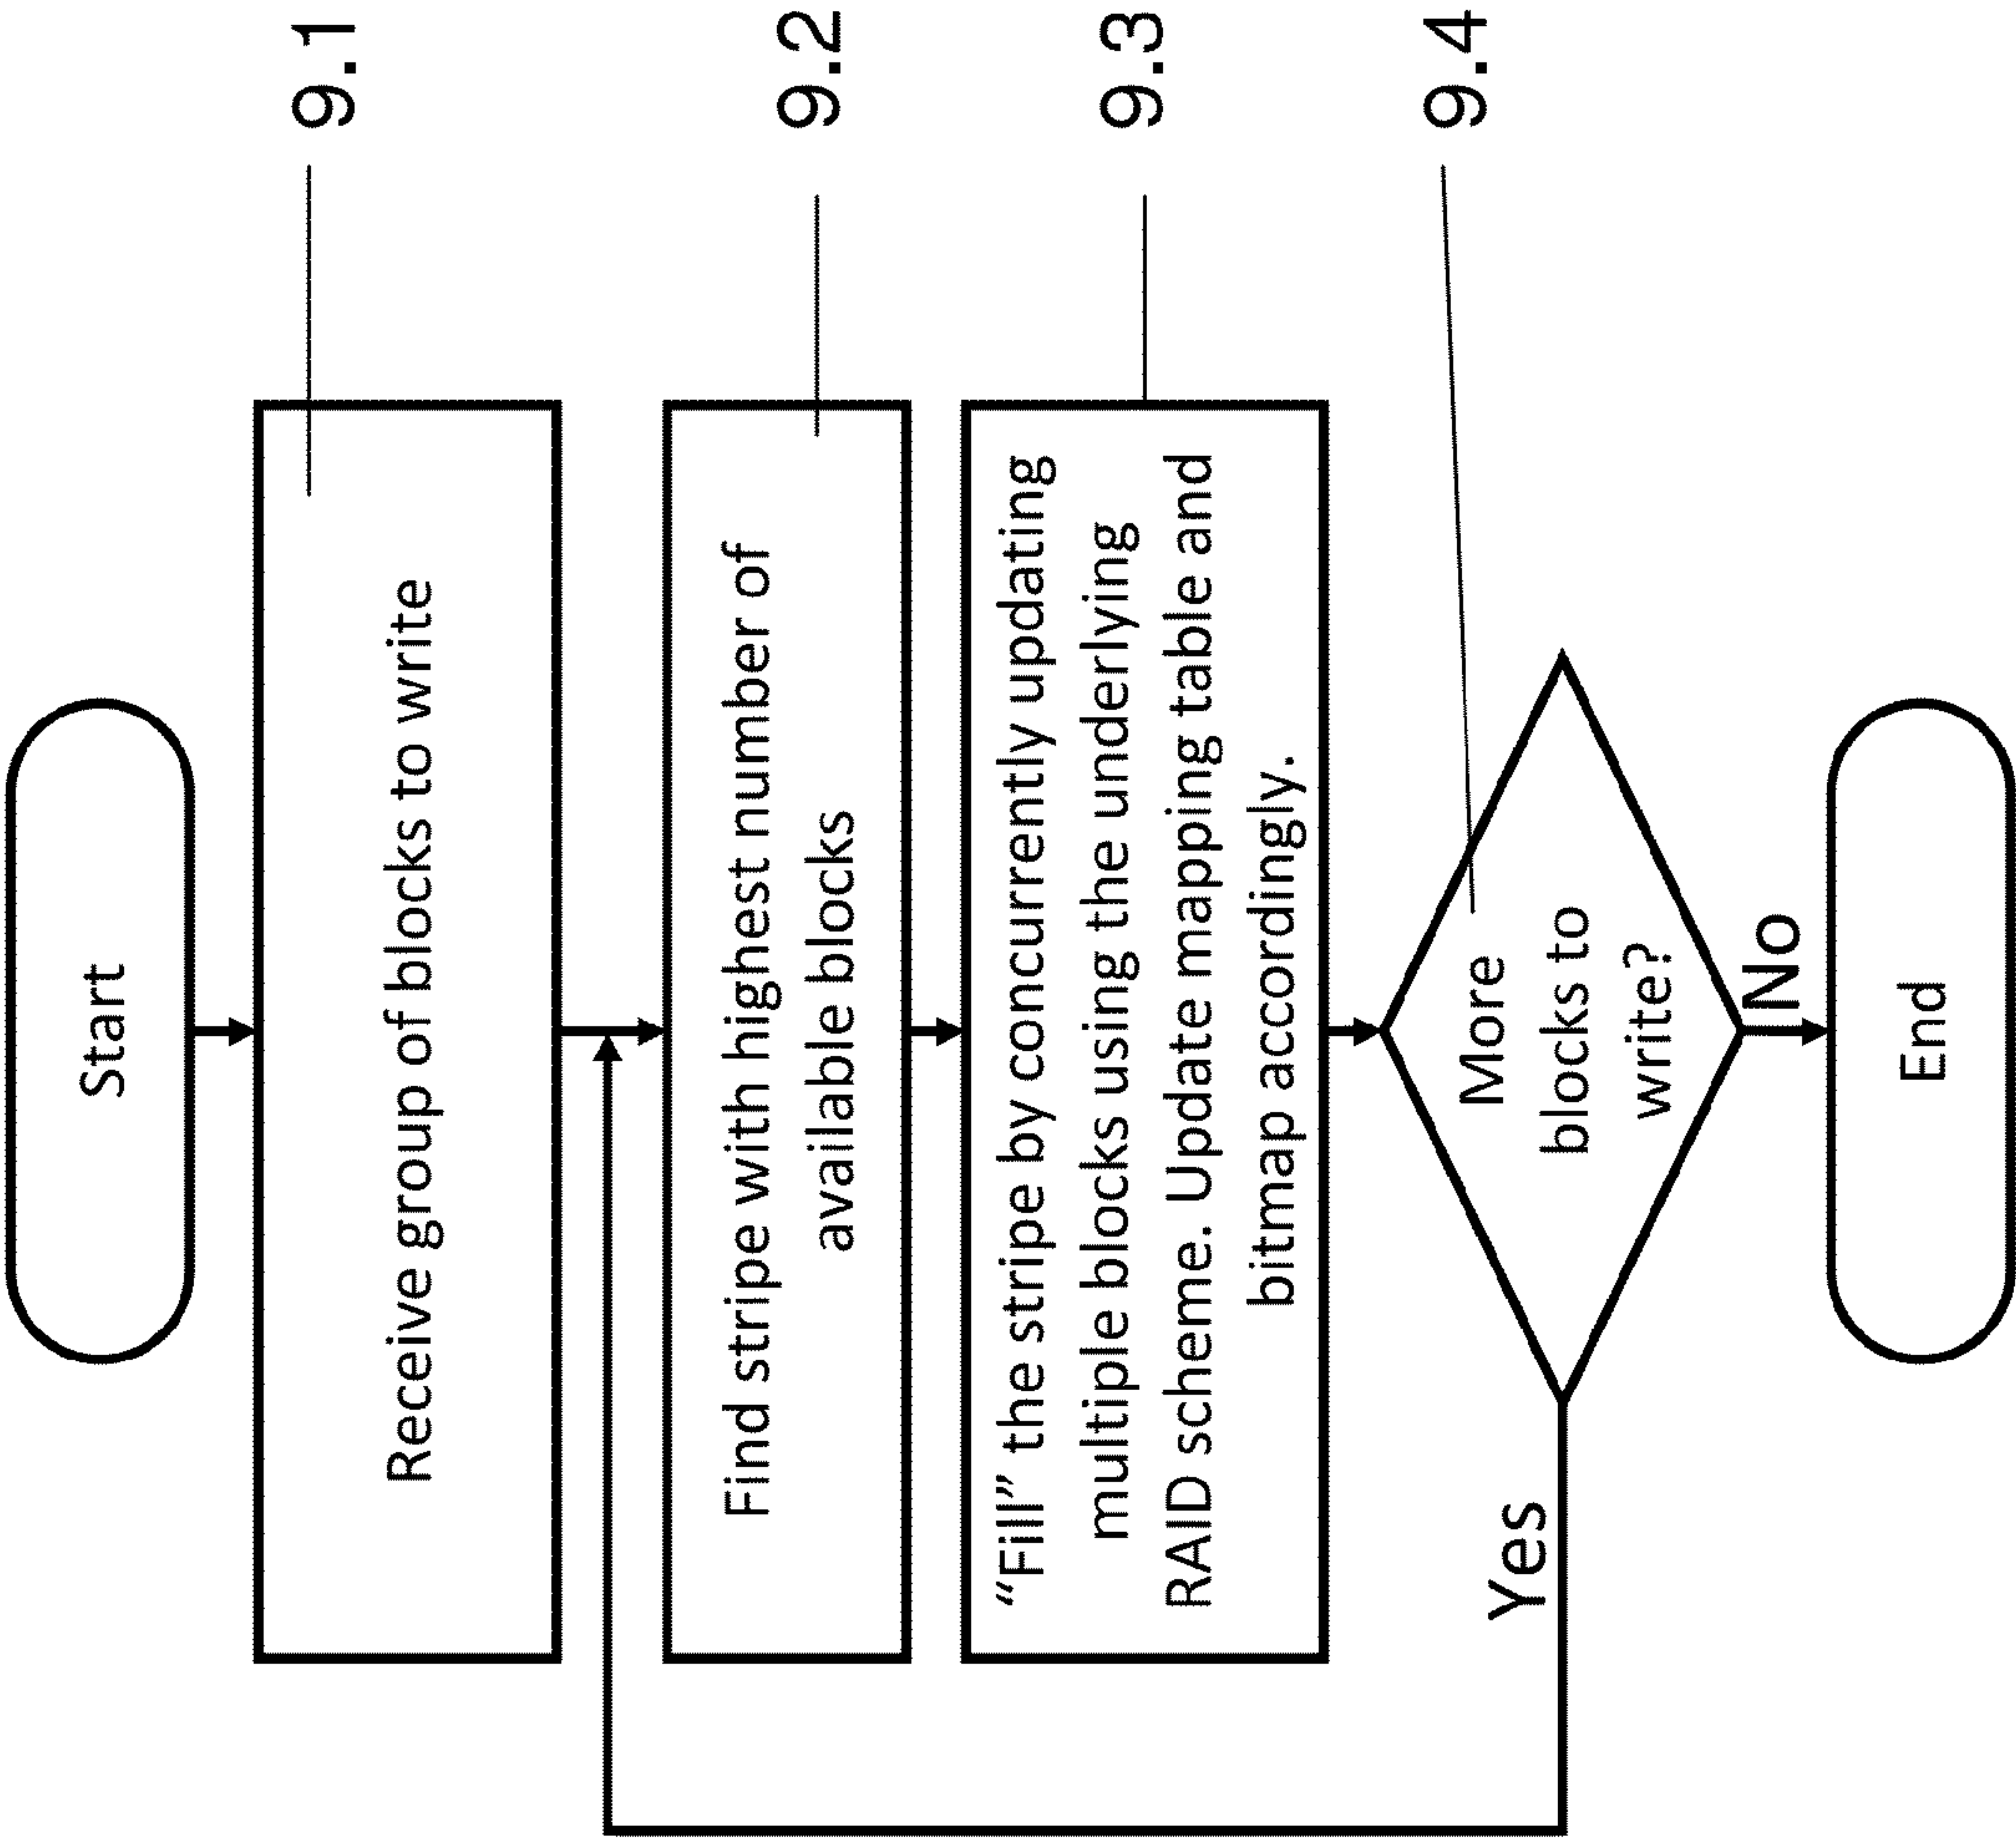 Start
Receive group of blocks to write
9.1
Find stripe with highest number of
available blocks
9.2
“Fill” the stripe by concurrently updating
multiple blocks using the underlying
RAID scheme. Update mapping table and
bitmap accordingly.
9.3
More
blocks to
write?
9.4
Yes
No
End